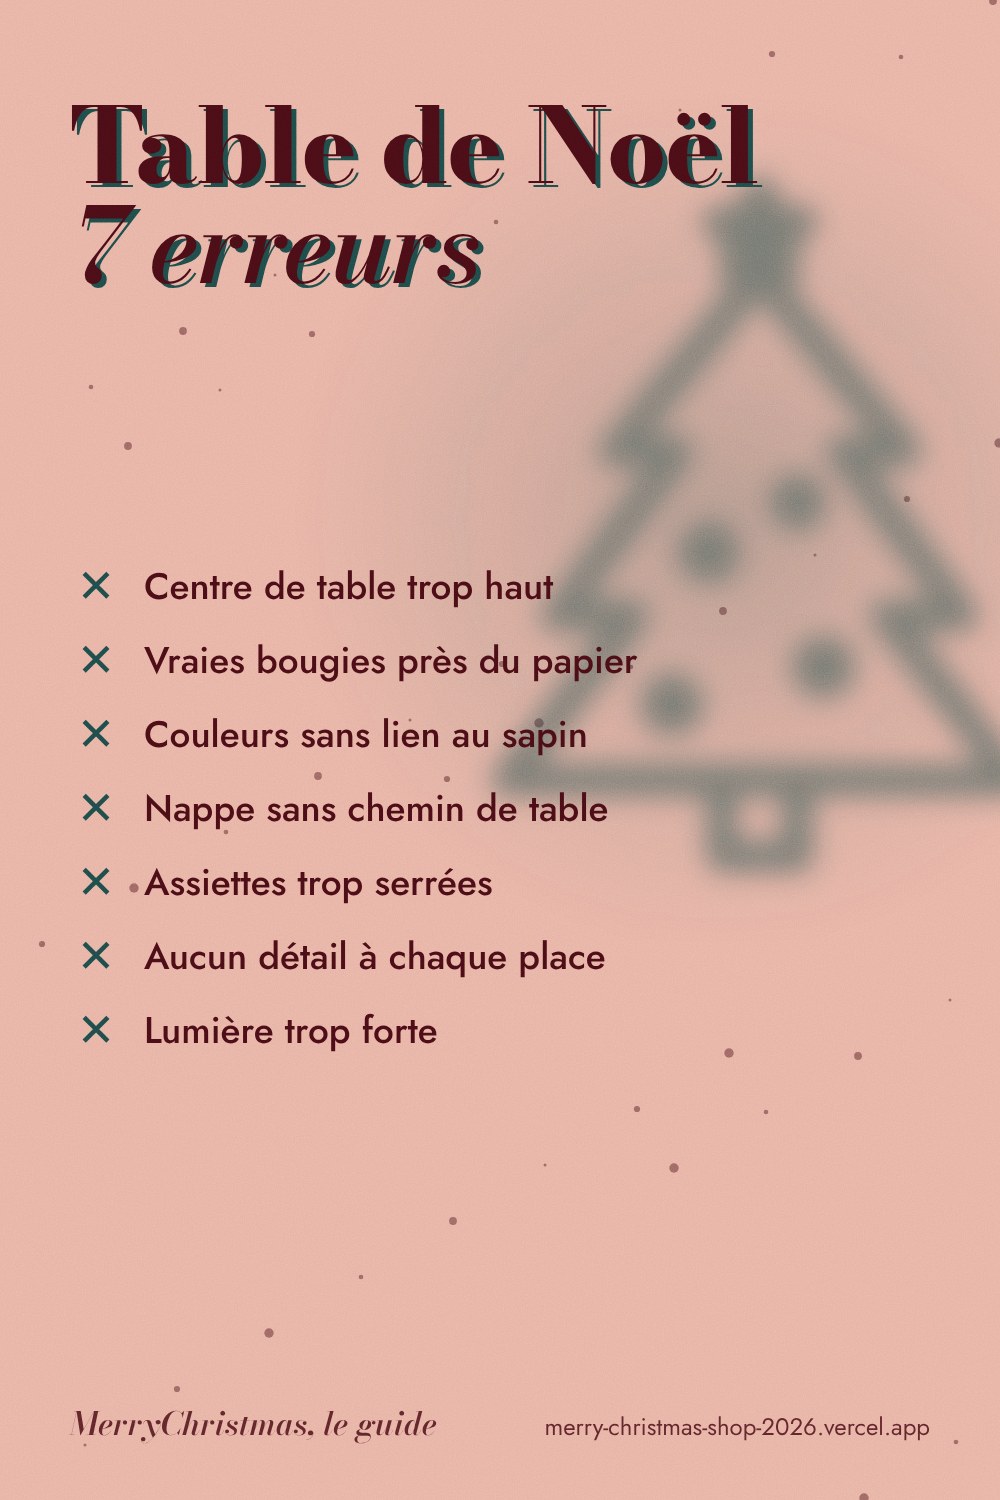 Table de Noël
7 erreurs
✕ Centre de table trop haut
✕ Vraies bougies près du papier
✕ Couleurs sans lien au sapin
✕ Nappe sans chemin de table
✕ Assiettes trop serrées
✕ Aucun détail à chaque place
✕ Lumière trop forte
MerryChristmas, le guide
merry-christmas-shop-2026.vercel.app